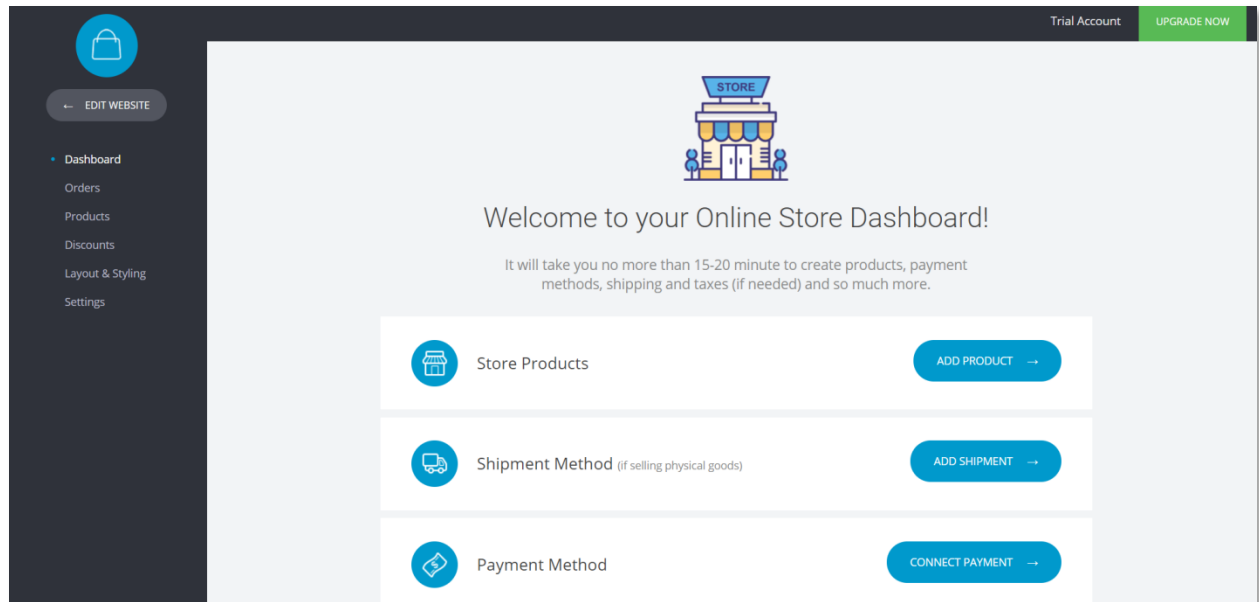 Trial Account
UPGRADE NOW
← EDIT WEBSITE
Dashboard
Orders
Products
Discounts
Layout & Styling
Settings
STORE
Welcome to your Online Store Dashboard!
It will take you no more than 15-20 minute to create products, payment
methods, shipping and taxes (if needed) and so much more.
Store Products
ADD PRODUCT →
Shipment Method (if selling physical goods)
ADD SHIPMENT →
Payment Method
CONNECT PAYMENT →